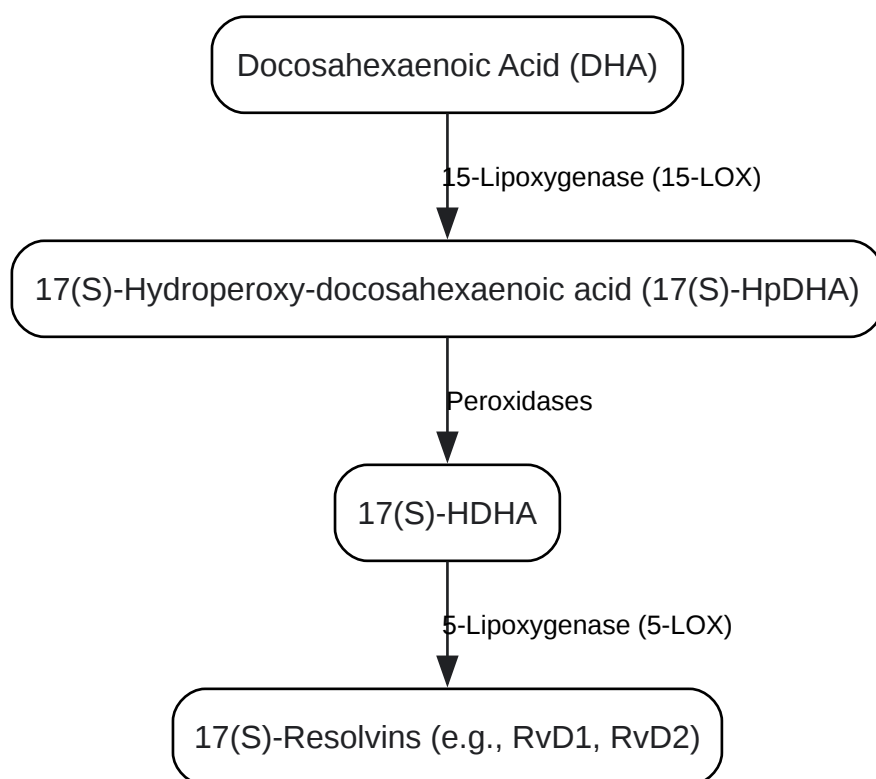 Docosahexaenoic Acid (DHA)
15-Lipoxygenase (15-LOX)
17(S)-Hydroperoxy-docosahexaenoic acid (17(S)-HpDHA)
Peroxidases
17(S)-HDHA
5-Lipoxygenase (5-LOX)
17(S)-Resolvins (e.g., RvD1, RvD2)